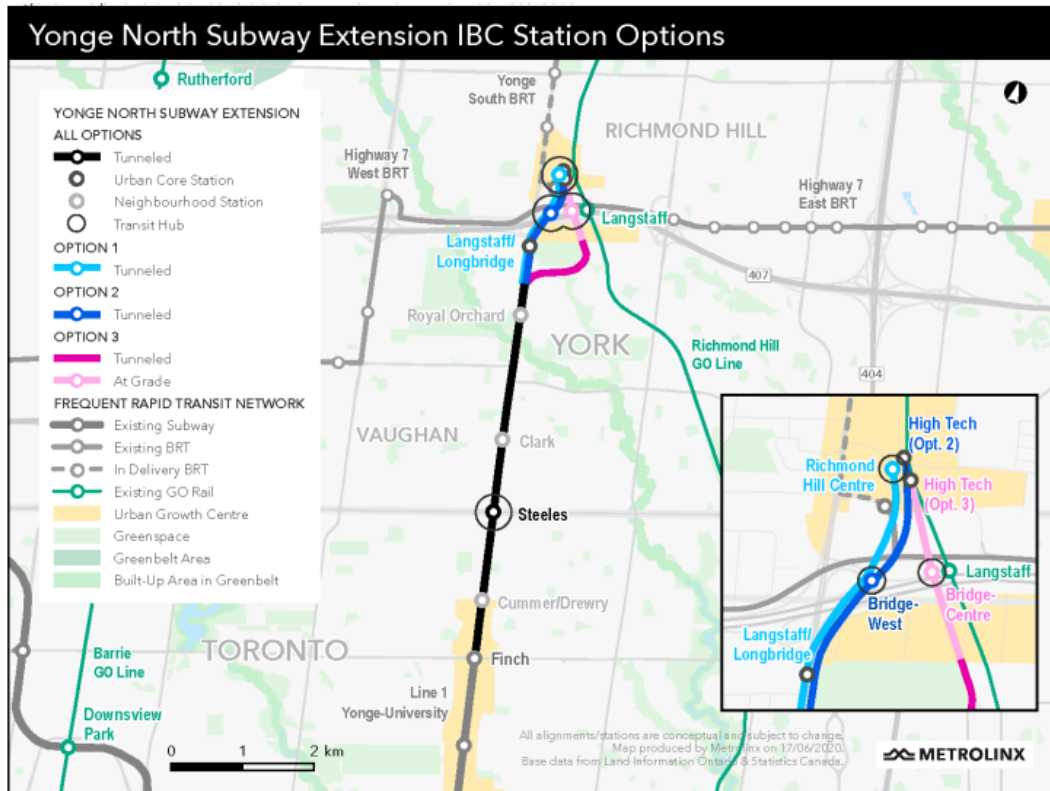 Yonge North Subway Extension IBC Station Options
Rutherford
YONGE NORTH SUBWAY EXTENSION
ALL OPTIONS
Tunneled
Urban Core Station
Neighbourhood Station
Transit Hub
OPTION 1
Tunneled
OPTION 2
Tunneled
OPTION 3
Tunneled
At Grade
FREQUENT RAPID TRANSIT NETWORK
Existing Subway
Existing BRT
In Delivery BRT
Existing GO Rail
Urban Growth Centre
Greenspace
Greenbelt Area
Built-Up Area in Greenbelt
Yonge
South BRT
RICHMOND HILL
Highway 7
West BRT
Highway 7
East BRT
Langstaff
Langstaff/
Longbridge
407
Royal Orchard
YORK
Richmond Hill
GO Line
404
VAUGHAN
Clark
Steeles
Cummer/Drewry
TORONTO
Finch
Barrie
GO Line
Line 1
Yonge-University
Downsview
Park
0 1 2 km
High Tech
(Opt. 2)
Richmond
Hill Centre
High Tech
(Opt. 3)
Langstaff
Bridge-
Centre
Bridge-
West
Langstaff/
Longbridge
All alignments/stations are conceptual and subject to change.
Map produced by Metrolinx on 17/06/2020.
Base data from Land Information Ontario & Statistics Canada.
METROLINX